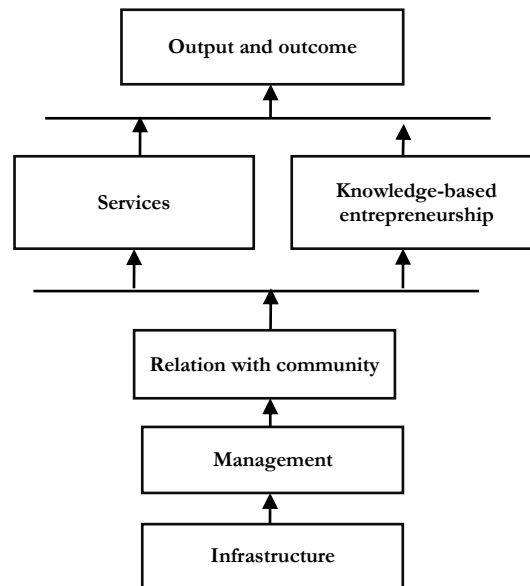 Output and outcome
Services
Knowledge-based
entrepreneurship
Relation with community
Management
Infrastructure